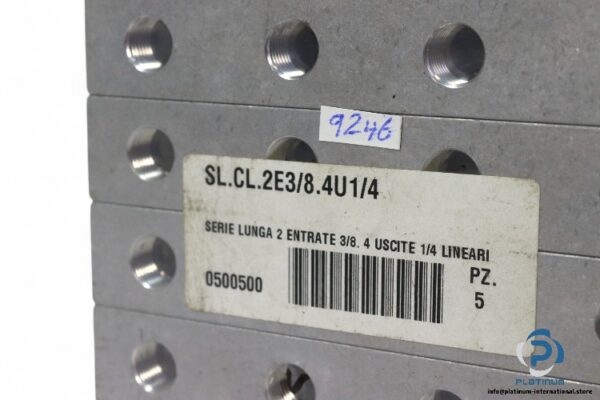 9246
SL.CL.2E3/8.4U1/4
SERIE LUNGA 2 ENTRATE 3/8. 4 USCITE 1/4 LINEARI
0500500
PZ.
5
PLATINUM
info@platinum-international.store